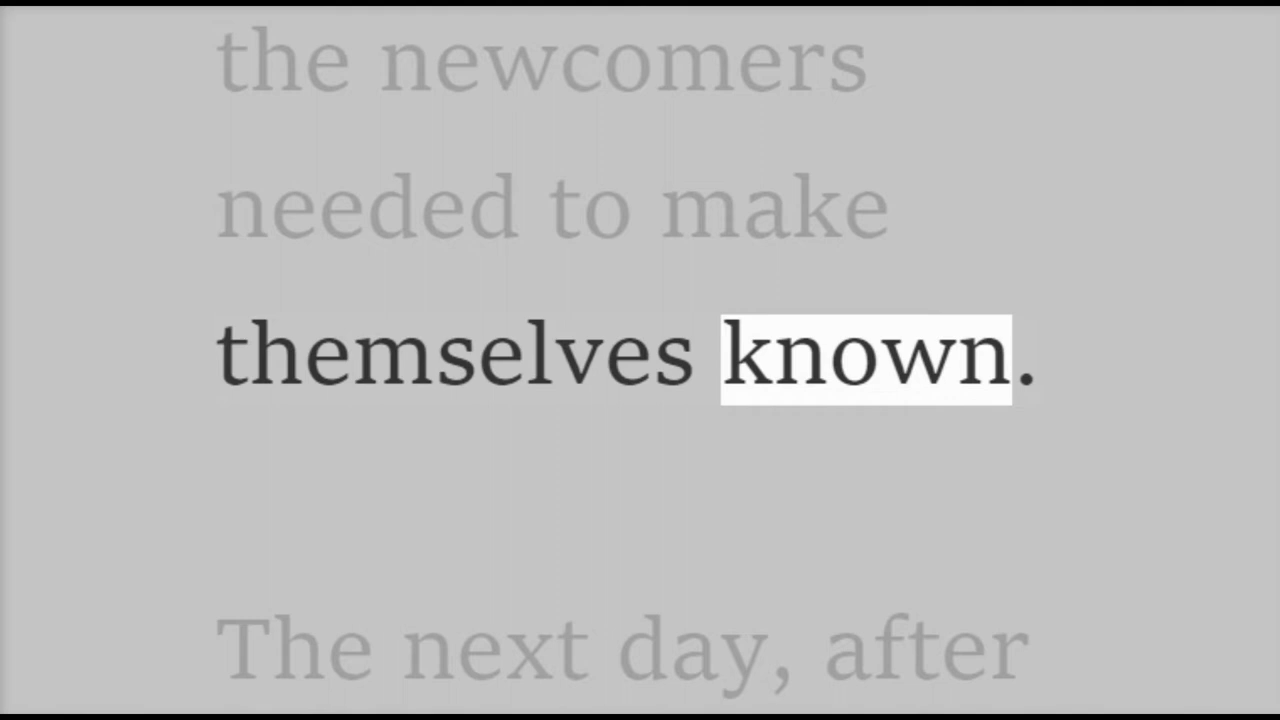 the newcomers
needed to make
themselves known.
The next day, after